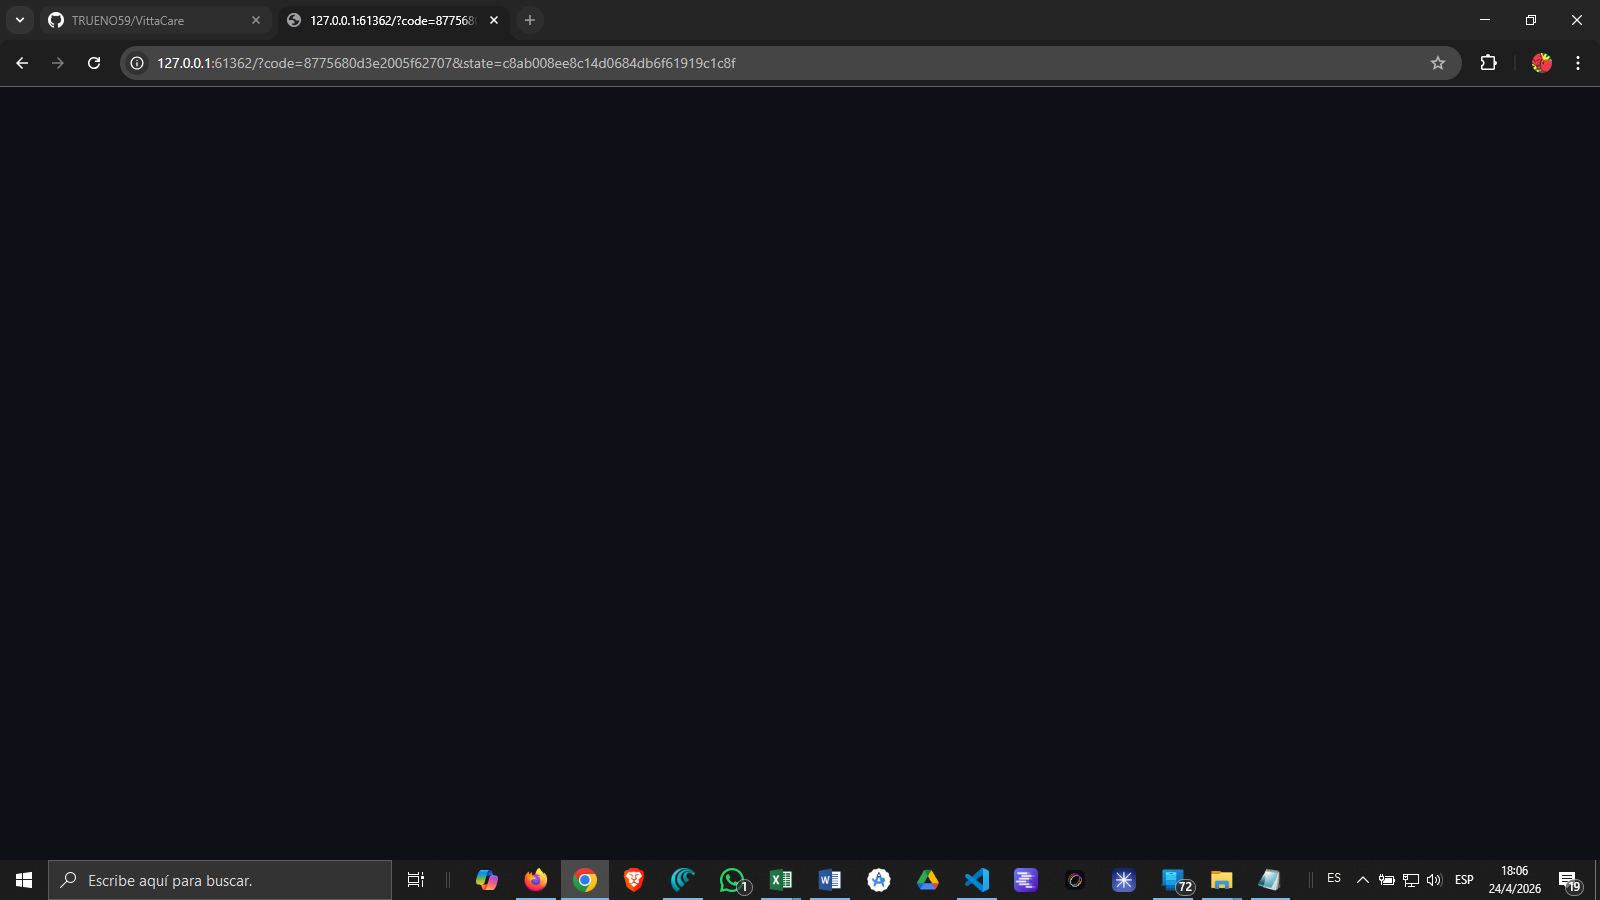 TRUENO59/VittaCare
127.0.0.1:61362/?code=877568
127.0.0.1:61362/?code=8775680d3e2005f62707&state=c8ab008ee8c14d0684db6f61919c1c8f
Escribe aquí para buscar.
1
72
ES
ESP
18:06
24/4/2026
19